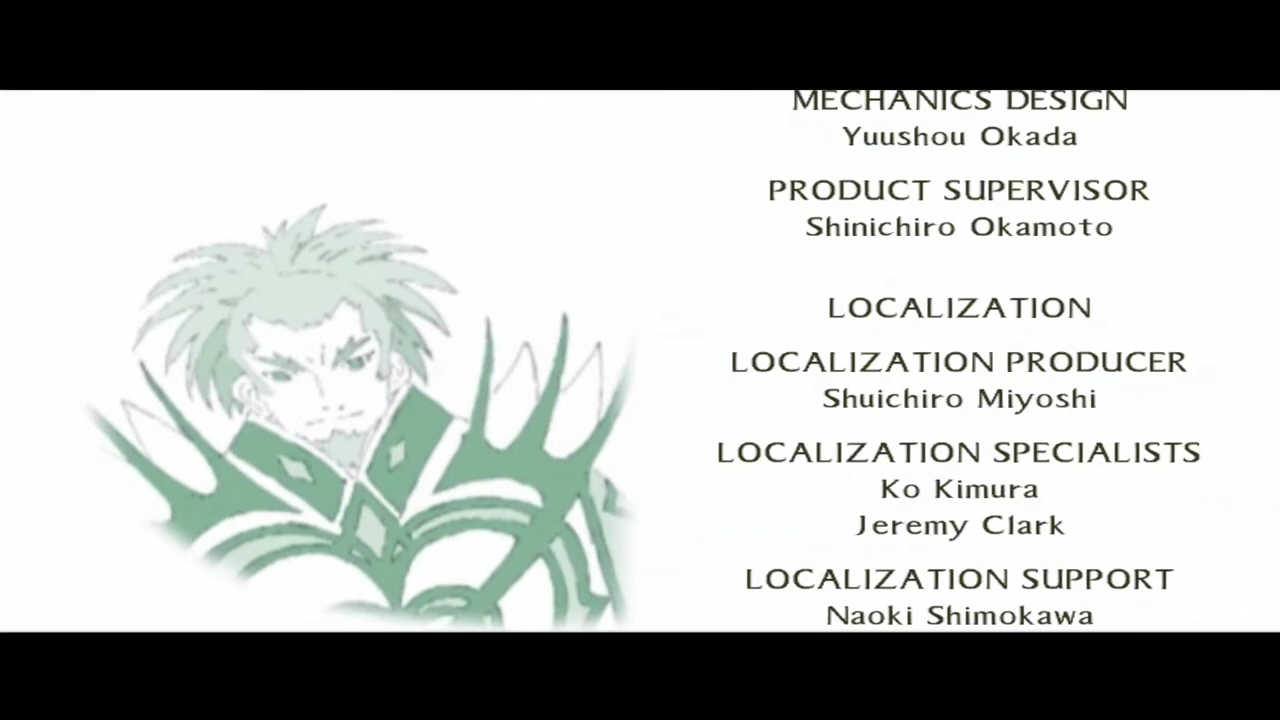 MECHANICS DESIGN
Yuushou Okada
PRODUCT SUPERVISOR
Shinichiro Okamoto
LOCALIZATION
LOCALIZATION PRODUCER
Shuichiro Miyoshi
LOCALIZATION SPECIALISTS
Ko Kimura
Jeremy Clark
LOCALIZATION SUPPORT
Naoki Shimokawa